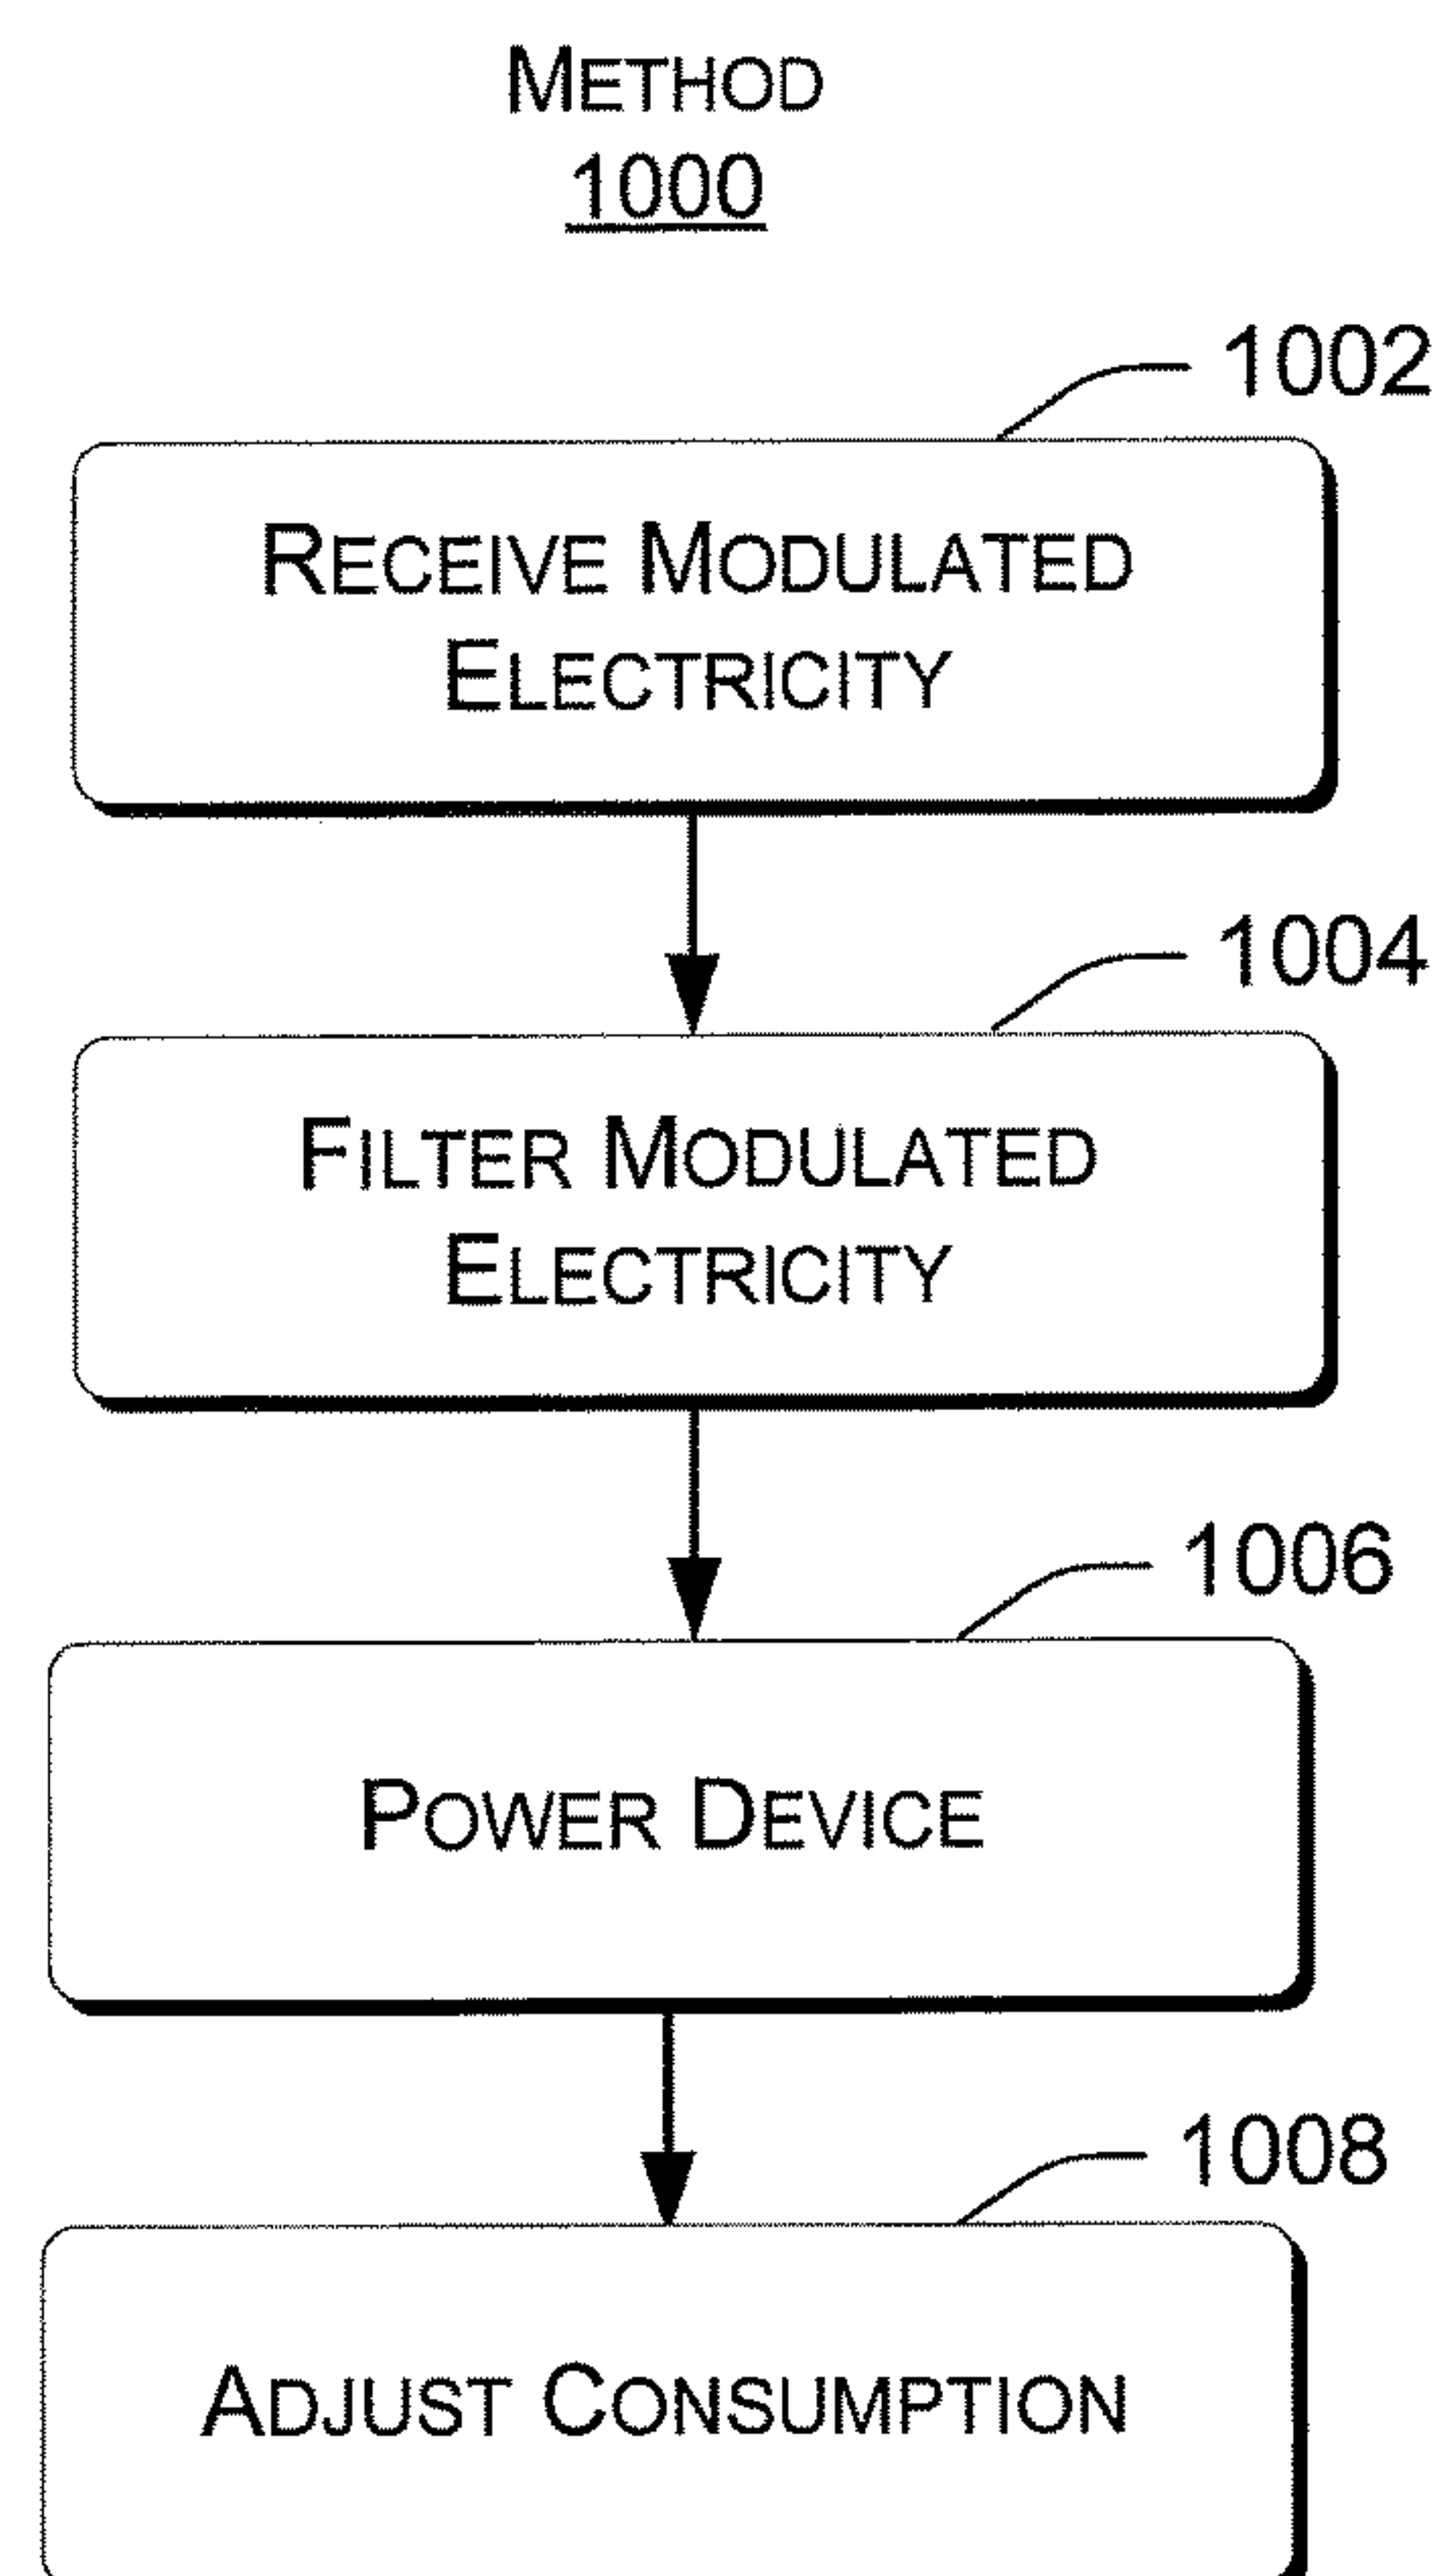 METHOD
1000
1002
RECEIVE MODULATED
ELECTRICITY
1004
FILTER MODULATED
ELECTRICITY
1006
POWER DEVICE
1008
ADJUST CONSUMPTION